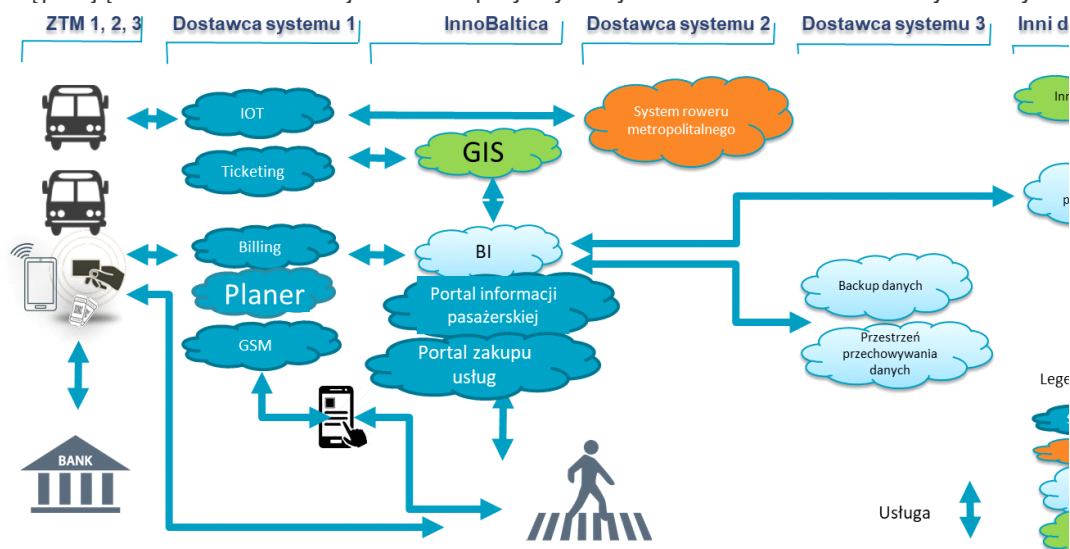 ZTM 1, 2, 3
Dostawca systemu 1
InnoBaltica
Dostawca systemu 2
Dostawca systemu 3
Inni
IOT
System roweru
metropolitalnego
GIS
Ticketing
Billing
BI
Planer
Portal informacji
pasażerskiej
Backup danych
GSM
Portal zakupu
usług
Przestrzeń
przechowywania
danych
BANK
Usługa